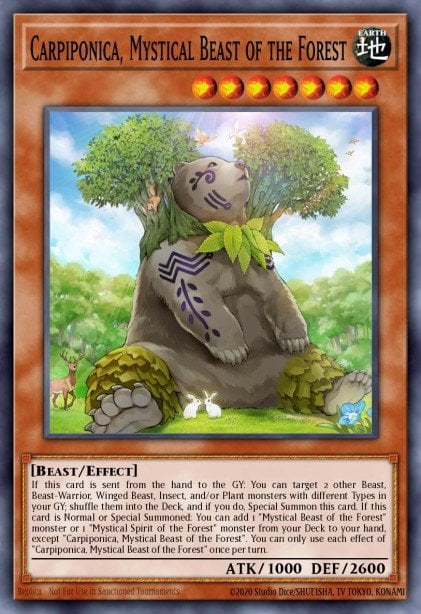 Carpiponica, Mystical Beast of the Forest
EARTH
地
[Beast/Effect]
If this card is sent from the hand to the GY: You can target 2 other Beast,
Beast-Warrior, Winged Beast, Insect, and/or Plant monsters with different Types in
your GY; shuffle them into the Deck, and if you do, Special Summon this card. If this
card is Normal or Special Summoned: You can add 1 "Mystical Beast of the Forest"
monster or 1 "Mystical Spirit of the Forest" monster from your Deck to your hand,
except "Carpiponica, Mystical Beast of the Forest". You can only use each effect of
"Carpiponica, Mystical Beast of the Forest" once per turn.
ATK/1000 DEF/2600
Replica - Not For Use in Sanctioned Tournaments
©2020 Studio Dice/SHUEISHA, TV TOKYO, KONAMI